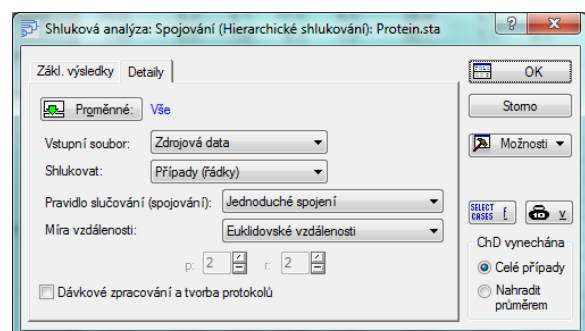 Shluková analýza: Spojování (Hierarchické shlukování): Protein.sta
Zákl. výsledky Detaily
OK
Proměnné: Vše
Storno
Vstupní soubor: Zdrojová data
Možnosti
Shlukovat: Případy (řádky)
Pravidlo slučování (spojování): Jednoduché spojení
SELECT CASES f v
Míra vzdálenosti: Euklidovské vzdálenosti
ChD vynechána
p: 2 r: 2
Celé případy
Dávkové zpracování a tvorba protokolů
Nahradit
průměrem